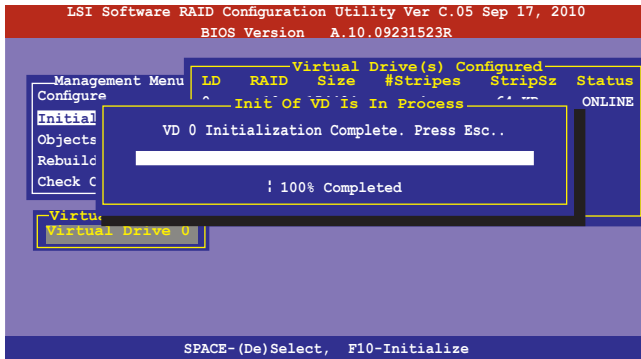 LSI Software RAID Configuration Utility Ver C.05 Sep 17, 2010
BIOS Version A.10.09231523R
Virtual Drive(s) Configured
Management Menu
LD RAID Size #Stripes StripSz Status
Configure
ONLINE
Init Of VD Is In Process
Initial
VD 0 Initialization Complete. Press Esc..
Objects
Rebuild
Check C
¦ 100% Completed
Virtu
Virtual Drive 0
SPACE-(De)Select, F10-Initialize